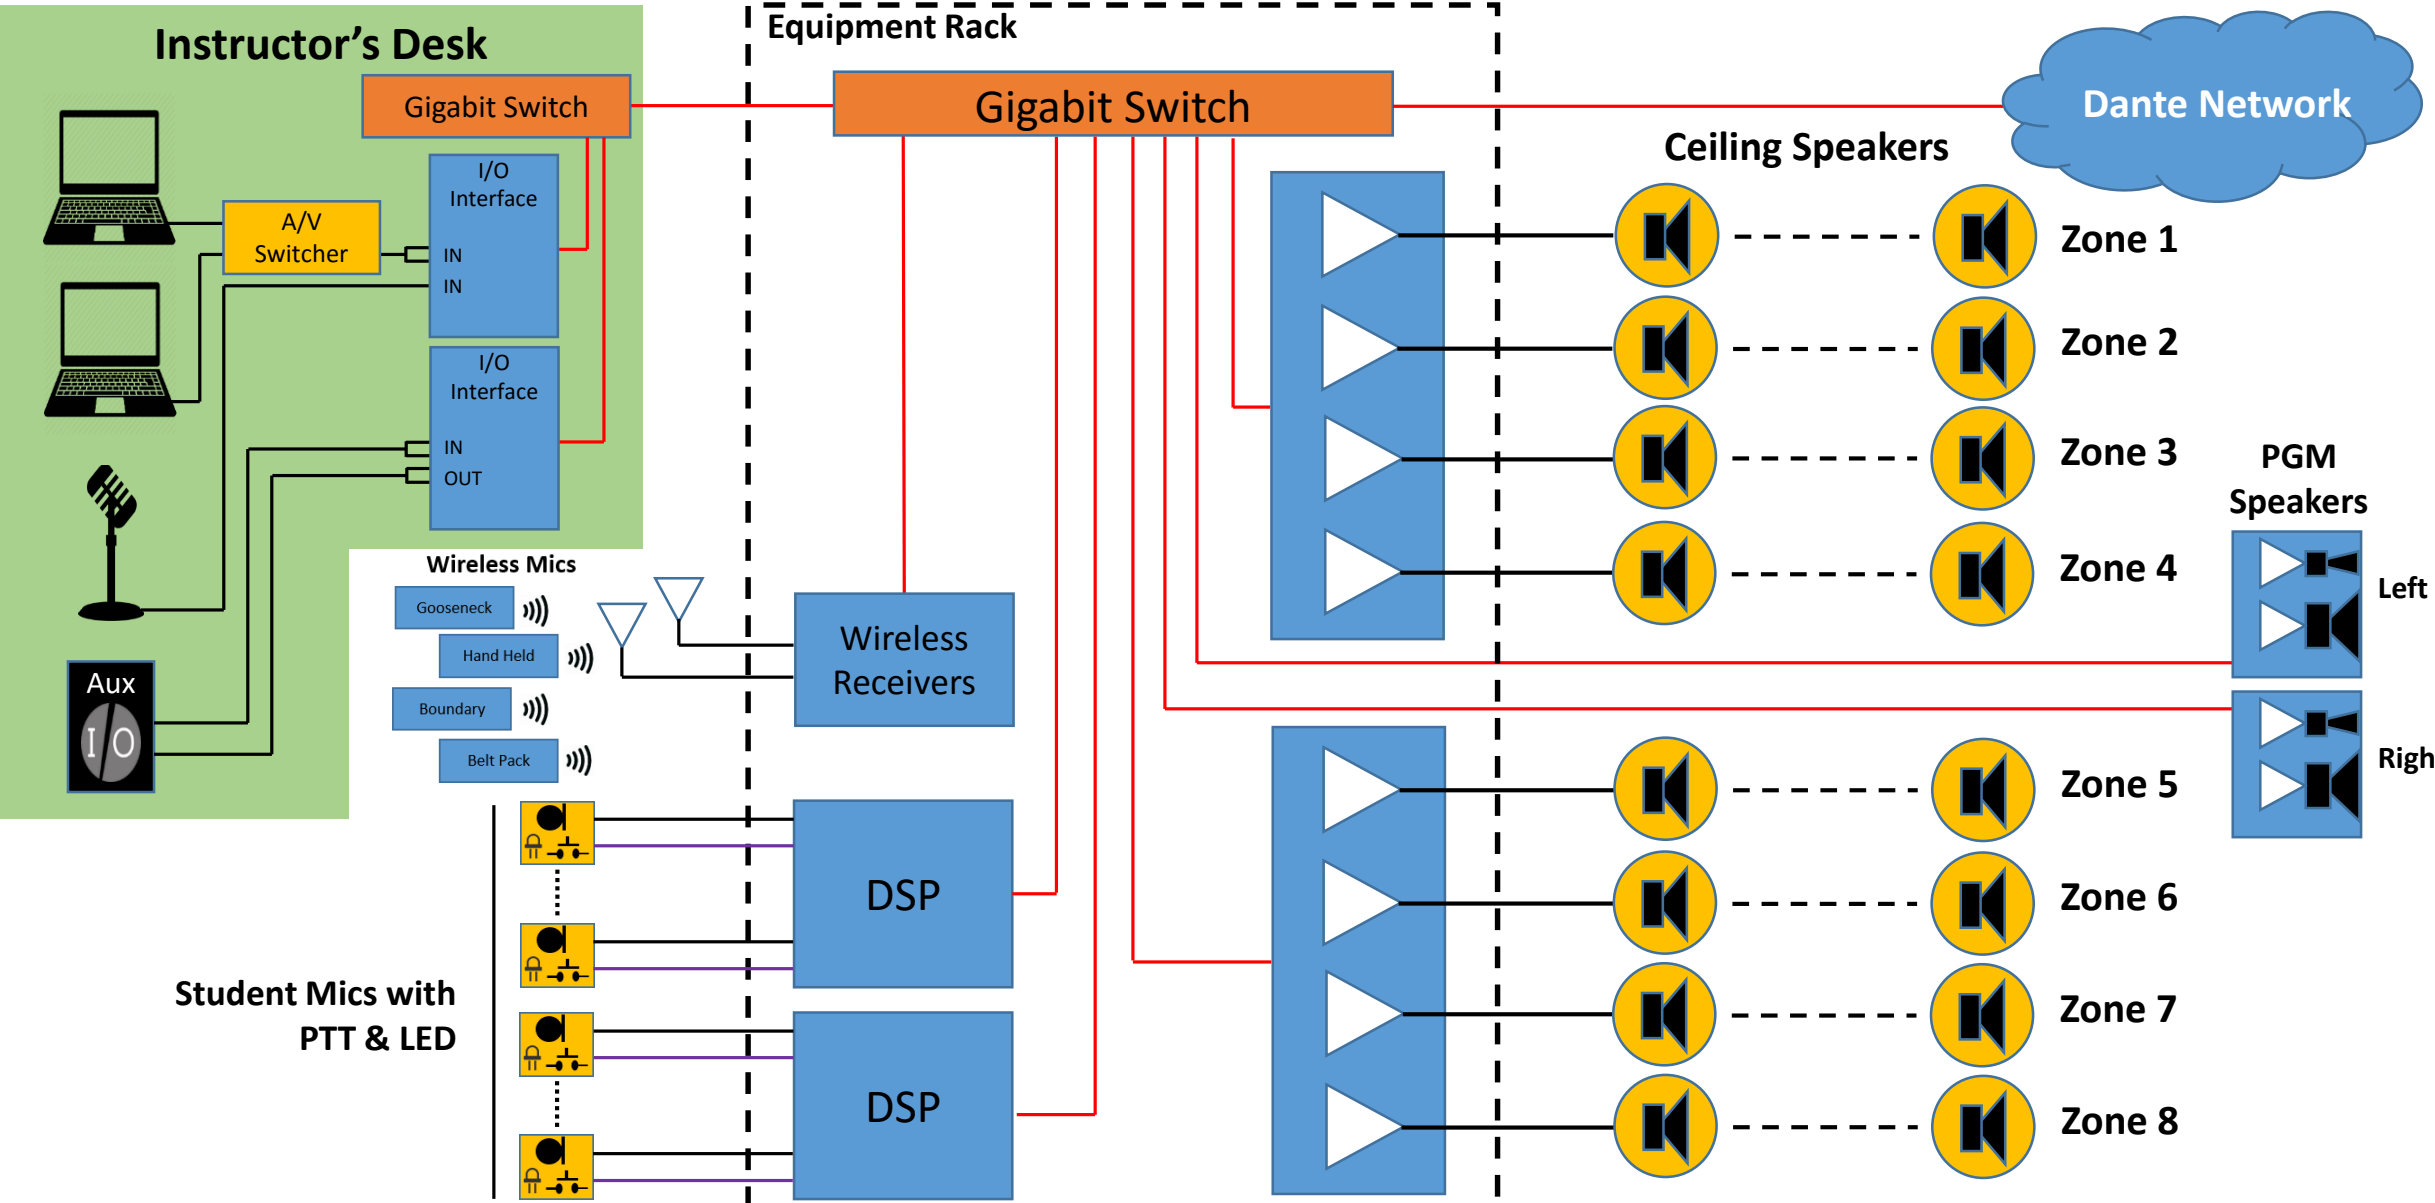 Instructor's Desk
Gigabit Switch
I/O
Interface
IN
IN
A/V
Switcher
I/O
Interface
IN
OUT
Aux
I/O
Wireless Mics
Gooseneck
Hand Held
Boundary
Belt Pack
Student Mics with
PTT & LED
Equipment Rack
Gigabit Switch
Wireless
Receivers
DSP
DSP
Dante Network
Ceiling Speakers
Zone 1
Zone 2
Zone 3
Zone 4
Zone 5
Zone 6
Zone 7
Zone 8
PGM
Speakers
Left
Righ